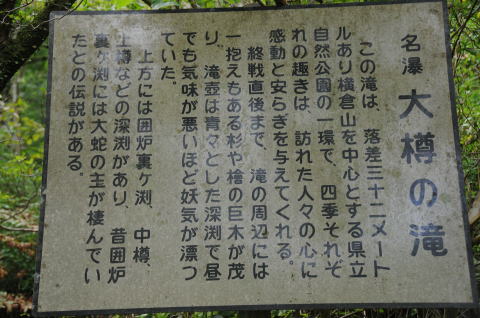 名瀑 大樽の滝
この滝は、落差三十二メート
ルあり横倉山を中心とする県立
自然公園の一環で、四季それぞ
れの趣きは、訪れた人々の心に
感動と安らぎを与えてくれる。
終戦直後まで、滝の周辺には
一抱えもある杉や檜の巨木が茂
り、滝壺は青々とした深渕で昼
でも気味が悪いほど妖気が漂っ
ていた。
上方には囲炉裏ヶ渕、中樽、
上樽などの深渕があり、昔囲炉
裏ヶ渕には大蛇の主が棲んでい
たとの伝説がある。